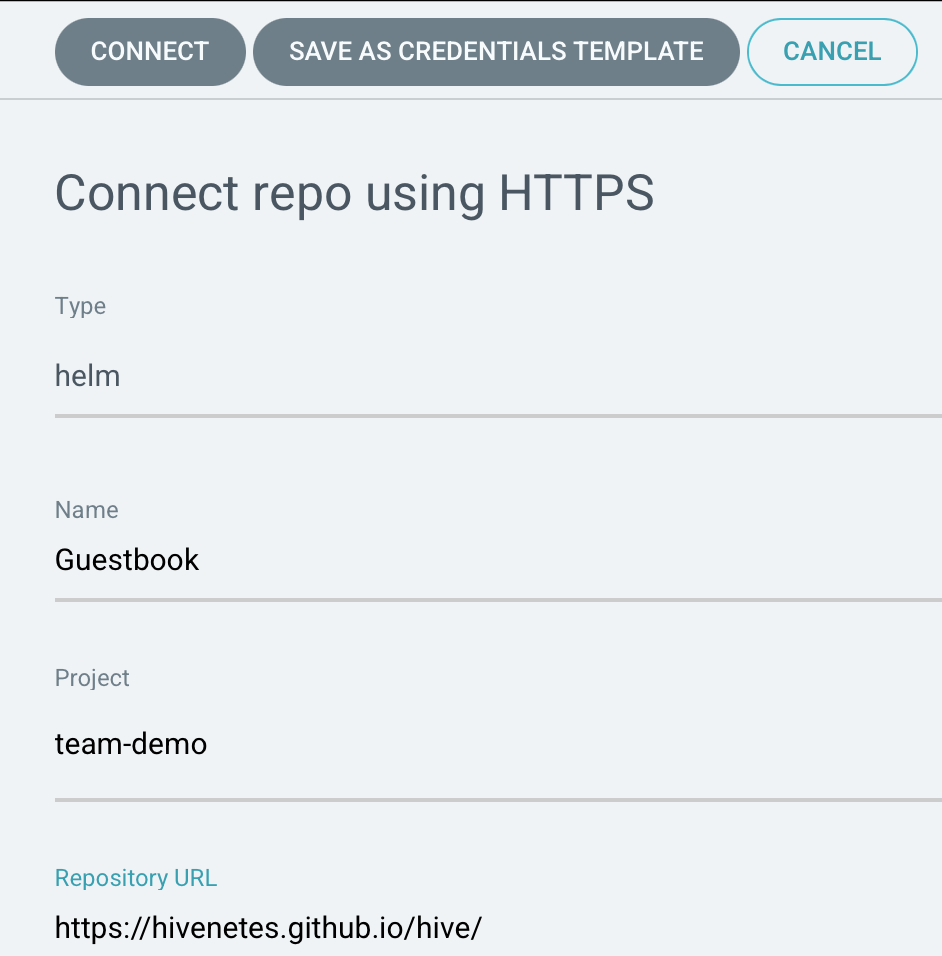 CONNECT SAVE AS CREDENTIALS TEMPLATE CANCEL
Connect repo using HTTPS
Type
helm
Name
Guestbook
Project
team-demo
Repository URL
https://hivenetes.github.io/hive/